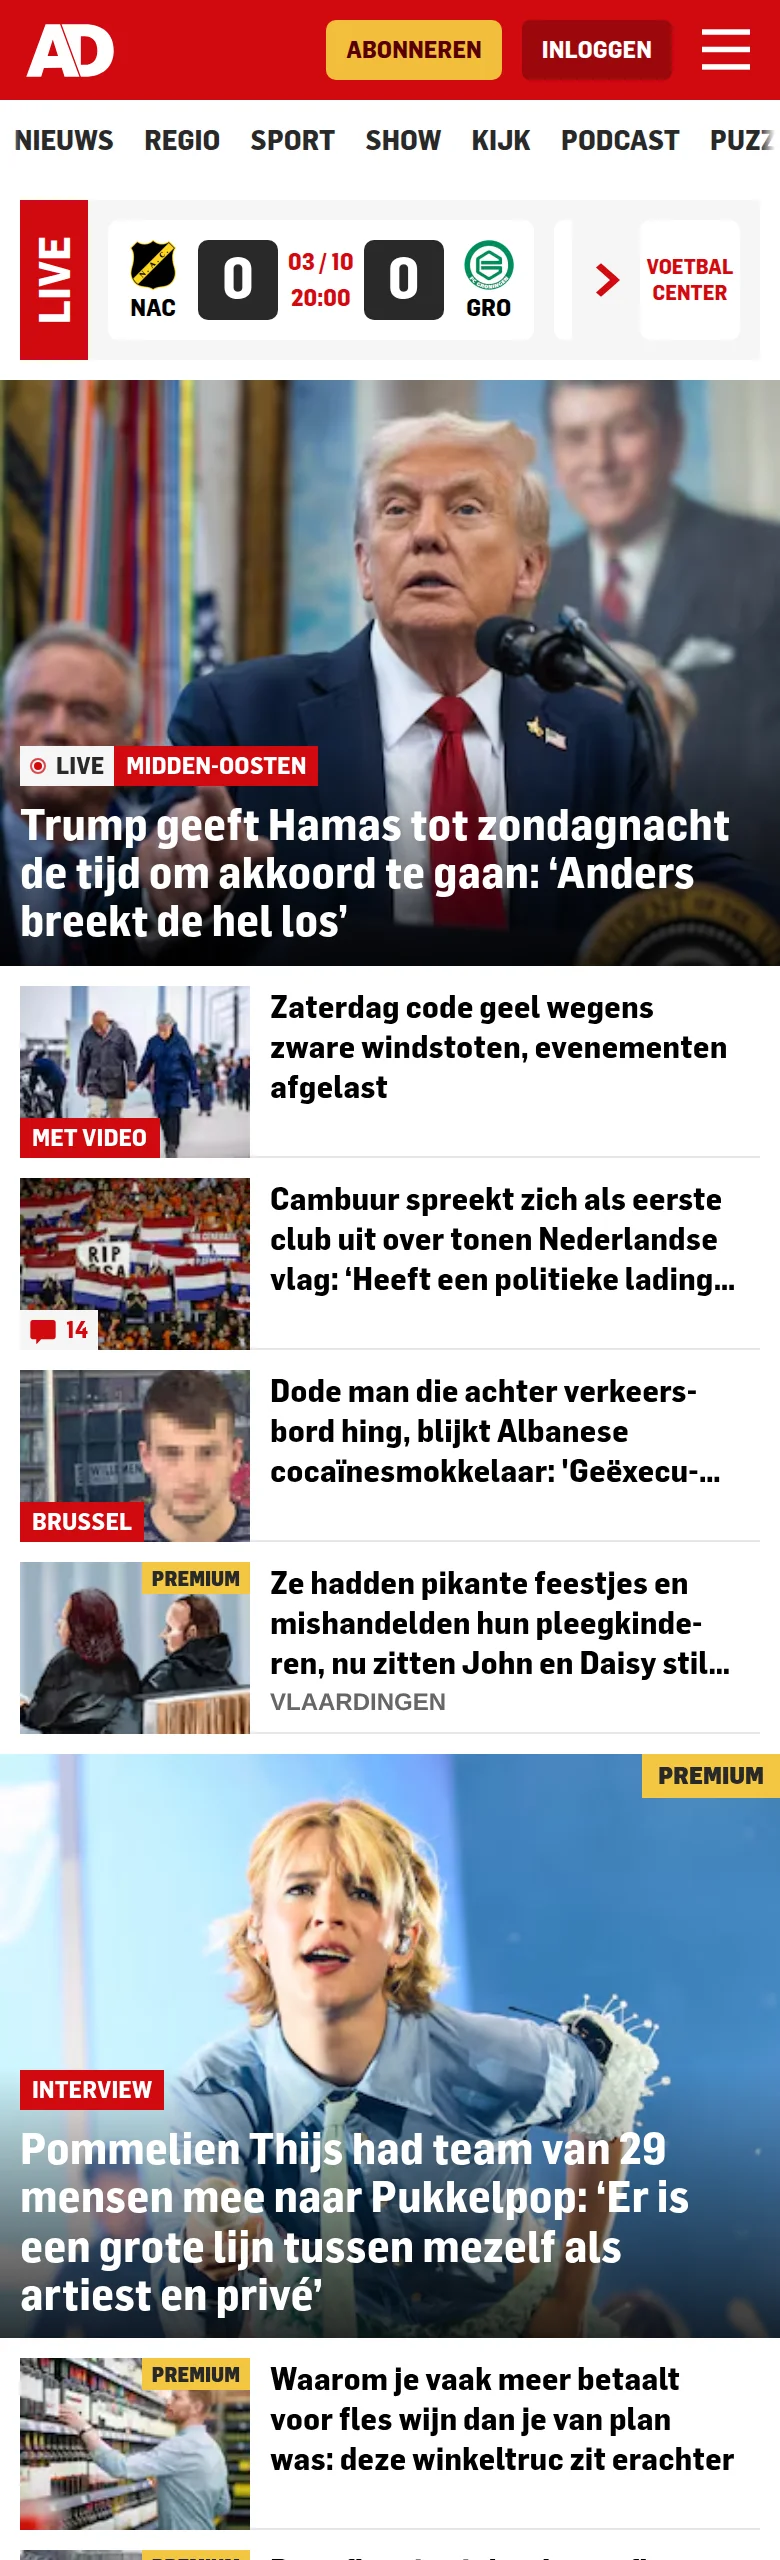 AD
ABONNEREN
INLOGGEN
NIEUWS REGIO SPORT SHOW KIJK PODCAST PUZZ
LIVE
NAC
0
03 / 10
20:00
0
GRO
VOETBAL
CENTER
LIVE MIDDEN-OOSTEN
Trump geeft Hamas tot zondagnacht
de tijd om akkoord te gaan: ‘Anders
breekt de hel los’
MET VIDEO
Zaterdag code geel wegens
zware windstoten, evenementen
afgelast
RIP
14
Cambuur spreekt zich als eerste
club uit over tonen Nederlandse
vlag: ‘Heeft een politieke lading...
BRUSSEL
Dode man die achter verkeers-
bord hing, blijkt Albanese
cocaïnesmokkelaar: 'Geëxecu-...
PREMIUM
Ze hadden pikante feestjes en
mishandelden hun pleegkinde-
ren, nu zitten John en Daisy stil...
VLAARDINGEN
PREMIUM
INTERVIEW
Pommelien Thijs had team van 29
mensen mee naar Pukkelpop: ‘Er is
een grote lijn tussen mezelf als
artiest en privé’
PREMIUM
Waarom je vaak meer betaalt
voor fles wijn dan je van plan
was: deze winkeltruc zit erachter